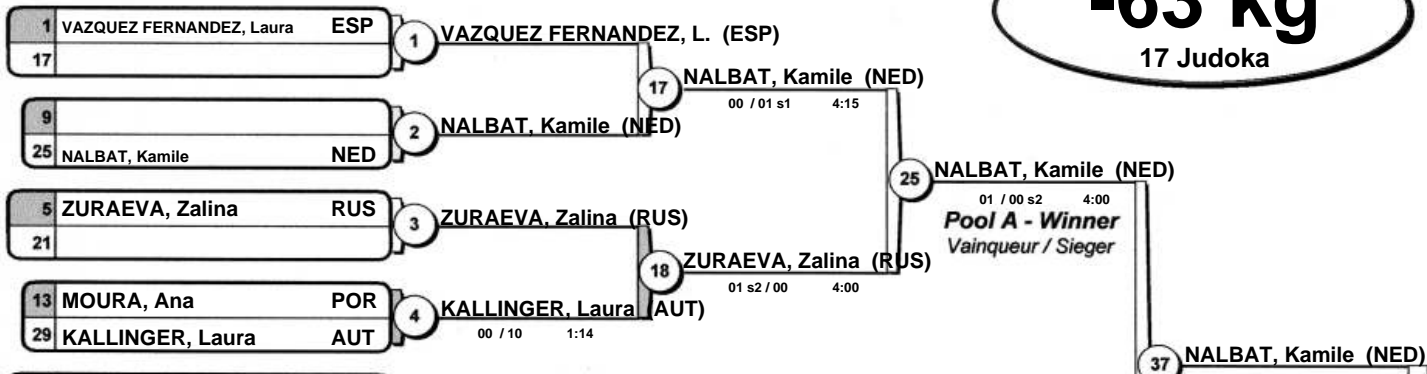 -63 kg
17 Judoka
1 VAZQUEZ FERNANDEZ, Laura ESP
17
1 VAZQUEZ FERNANDEZ, L. (ESP)
17 NALBAT, Kamile (NED)
00 / 01 s1 4:15
9
25 NALBAT, Kamile NED
2 NALBAT, Kamile (NED)
25 NALBAT, Kamile (NED)
01 / 00 s2 4:00
Pool A - Winner
Vainqueur / Sieger
5 ZURAEVA, Zalina RUS
21
3 ZURAEVA, Zalina (RUS)
18 ZURAEVA, Zalina (RUS)
01 s2 / 00 4:00
13 MOURA, Ana POR
29 KALLINGER, Laura AUT
4 KALLINGER, Laura (AUT)
00 / 10 1:14
37 NALBAT, Kamile (NED)